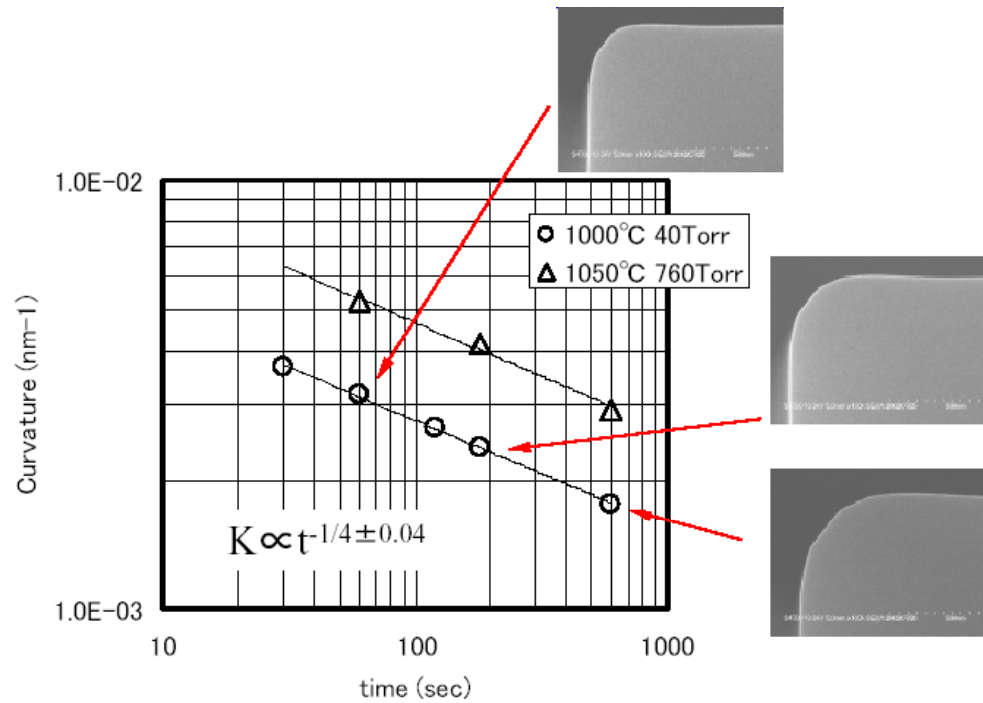 1.0E-02
1000℃ 40Torr
1050℃ 760Torr
Curvature (nm-1)
K∝t-1/4±0.04
1.0E-03
10
100
1000
time (sec)